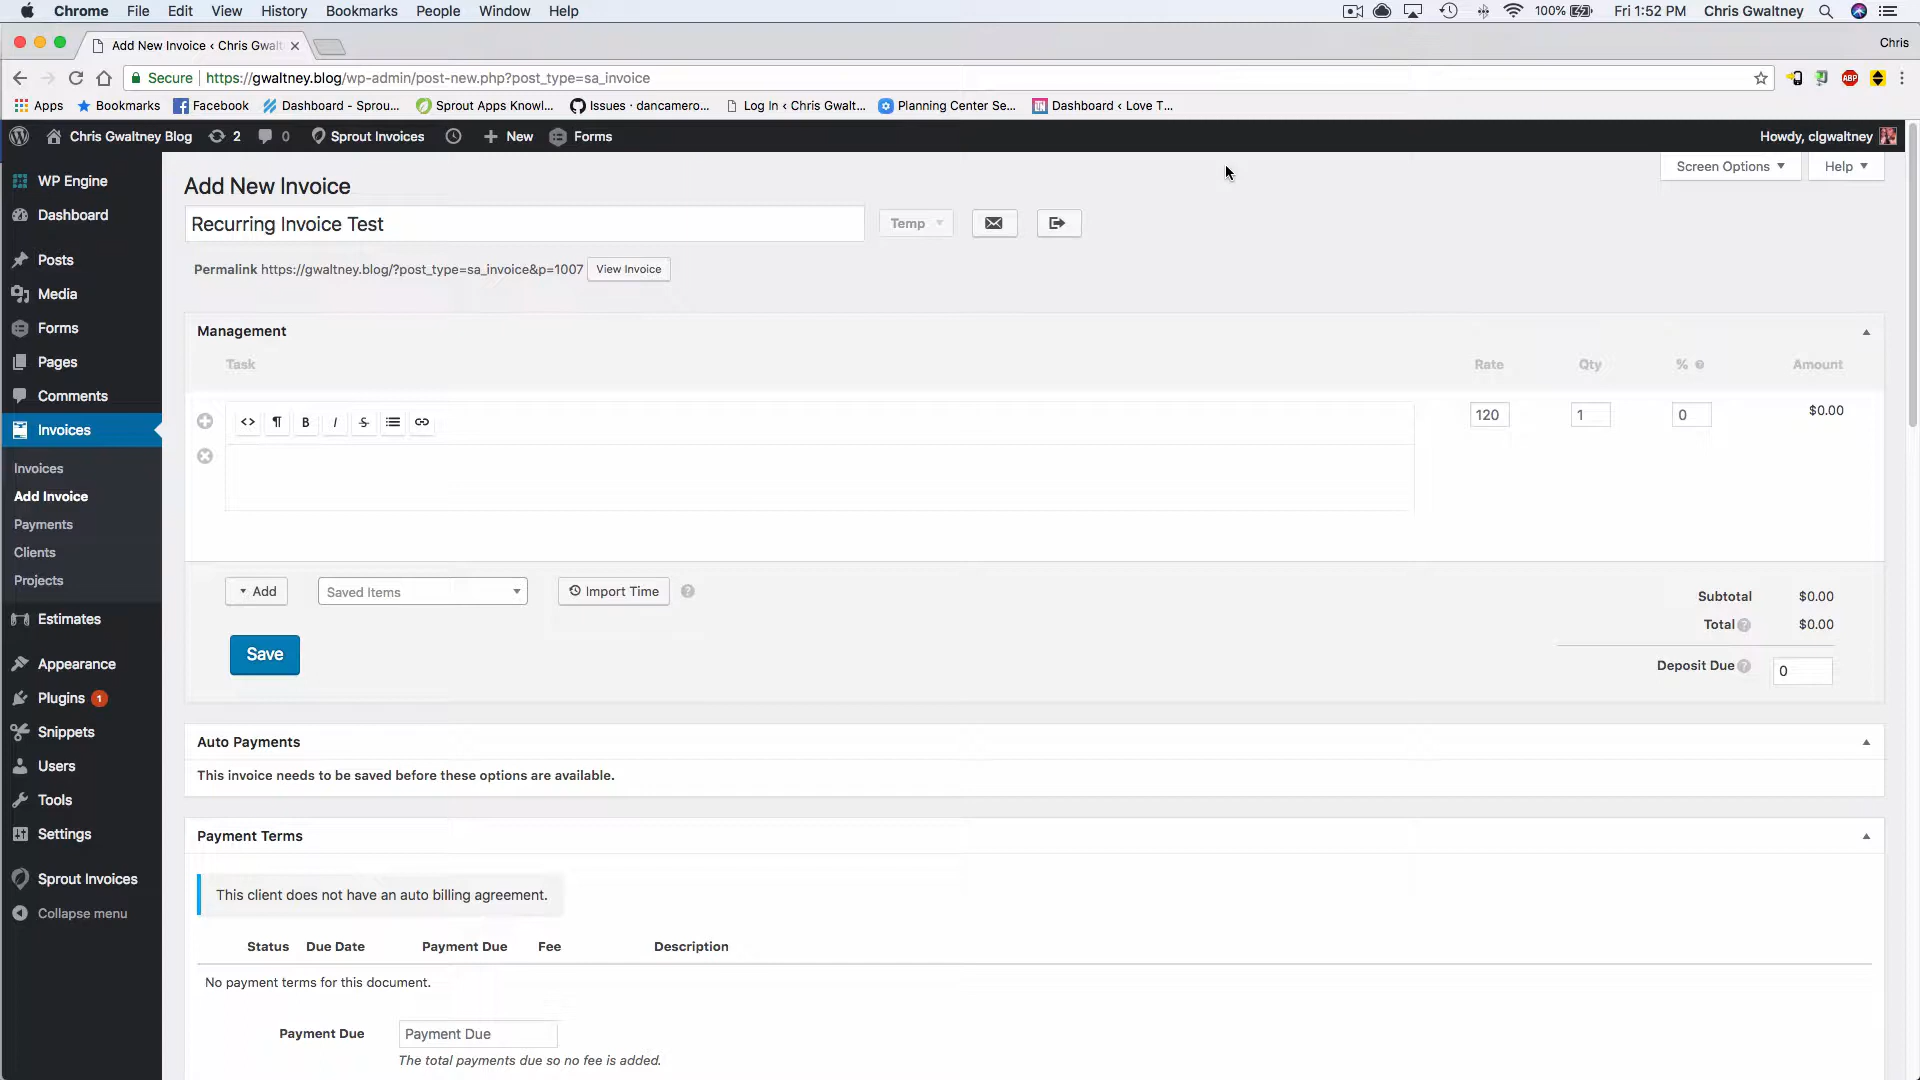 Chrome File Edit View History Bookmarks People Window Help 100% Fri 1:52 PM Chris Gwaltney
Add New Invoice ‹ Chris Gwalt Chris
Secure https://gwaltney.blog/wp-admin/post-new.php?post_type=sa_invoice ABP
Apps Bookmarks Facebook Dashboard - Sprou... Sprout Apps Knowl... Issues · dancamero... Log In ‹ Chris Gwalt... Planning Center Se... Dashboard ‹ Love T...
Chris Gwaltney Blog 2 0 Sprout Invoices New Forms Howdy, clgwaltney
WP Engine
Dashboard
Posts
Media
Forms
Pages
Comments
Invoices
Invoices
Add Invoice
Payments
Clients
Projects
Estimates
Appearance
Plugins 1
Snippets
Users
Tools
Settings
Sprout Invoices
Collapse menu
Screen Options Help
Add New Invoice
Recurring Invoice Test Temp
Permalink https://gwaltney.blog/?post_type=sa_invoice&p=1007 View Invoice
Management
Task Rate Qty % Amount
<> ¶ B I S 120 1 0 $0.00
Add Saved Items Import Time ?
Subtotal $0.00
Total ? $0.00
Save
Deposit Due ? 0
Auto Payments
This invoice needs to be saved before these options are available.
Payment Terms
This client does not have an auto billing agreement.
Status Due Date Payment Due Fee Description
No payment terms for this document.
Payment Due Payment Due
The total payments due so no fee is added.